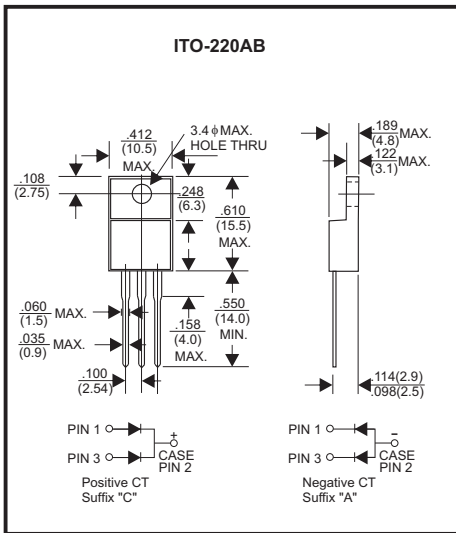 ITO-220AB
.412
(10.5)
MAX.
3.4 ϕ MAX.
HOLE THRU
.108
(2.75)
.248
(6.3)
.610
(15.5)
MAX.
.060
(1.5)
MAX.
.035
(0.9)
MAX.
.158
(4.0)
MAX.
.550
(14.0)
MIN.
.100
(2.54)
.189
(4.8)
MAX.
.122
(3.1)
MAX.
.114(2.9)
.098(2.5)
PIN 1
PIN 3
+
CASE
PIN 2
Positive CT
Suffix "C"
PIN 1
PIN 3
–
CASE
PIN 2
Negative CT
Suffix "A"